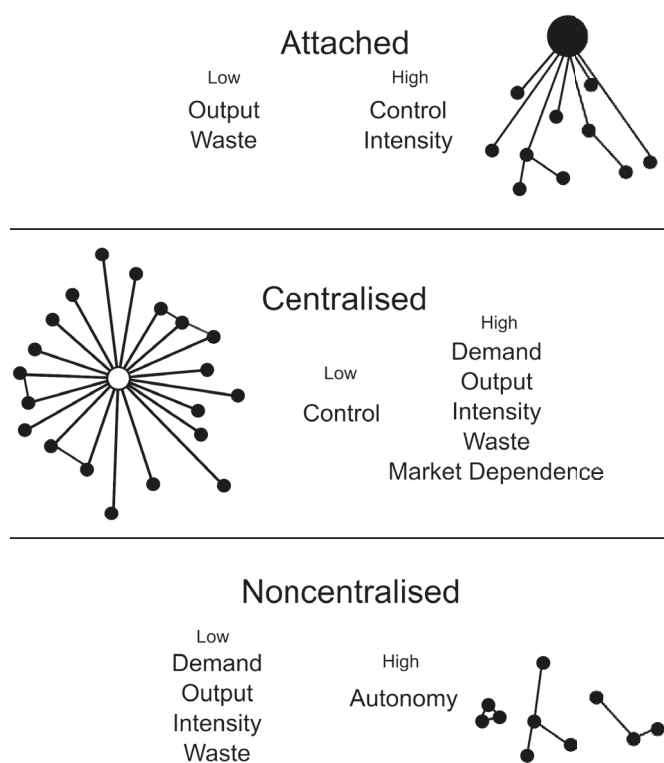 Attached
Low
High
Output
Control
Waste
Intensity
Centralised
High
Demand
Low
Output
Control
Intensity
Waste
Market Dependence
Noncentralised
Low
High
Demand
Output
Autonomy
Intensity
Waste